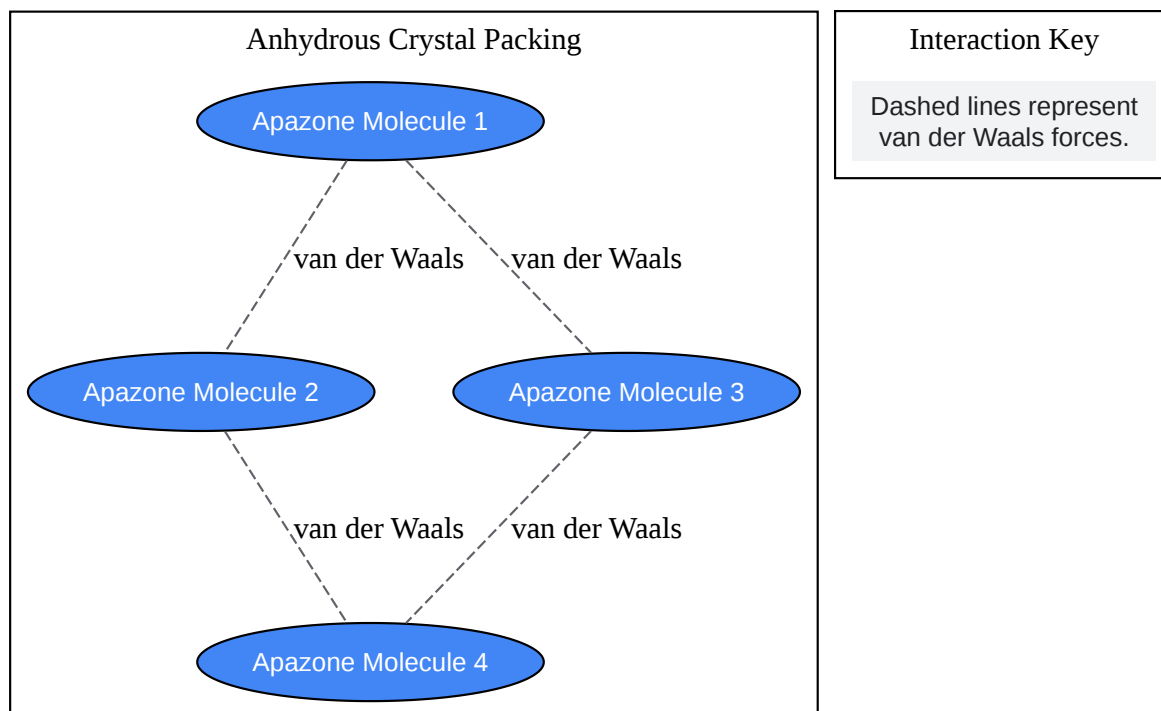 Anhydrous Crystal Packing
Interaction Key
Apazone Molecule 1
Dashed lines represent
van der Waals forces.
van der Waals
van der Waals
Apazone Molecule 2
Apazone Molecule 3
van der Waals
van der Waals
Apazone Molecule 4